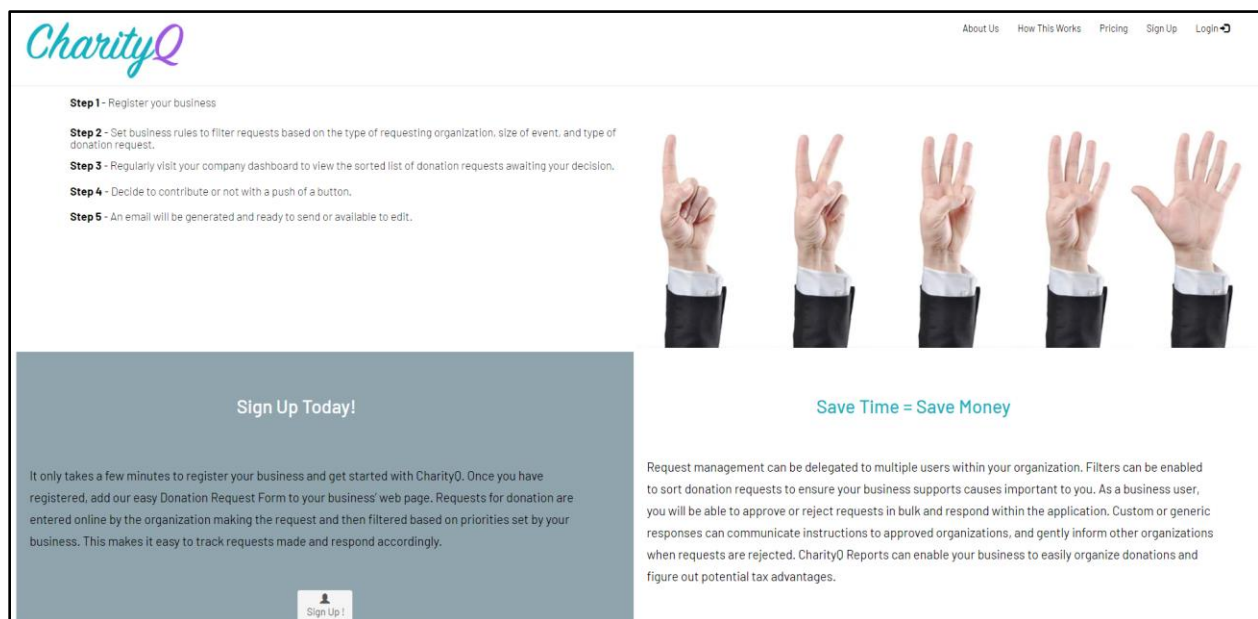 CharityQ
About Us How This Works Pricing Sign Up Login
Step 1 - Register your business
Step 2 - Set business rules to filter requests based on the type of requesting organization, size of event, and type of
donation request.
Step 3 - Regularly visit your company dashboard to view the sorted list of donation requests awaiting your decision.
Step 4 - Decide to contribute or not with a push of a button.
Step 5 - An email will be generated and ready to send or available to edit.
Sign Up Today!
It only takes a few minutes to register your business and get started with CharityQ. Once you have
registered, add our easy Donation Request Form to your business' web page. Requests for donation are
entered online by the organization making the request and then filtered based on priorities set by your
business. This makes it easy to track requests made and respond accordingly.
Sign Up !
Save Time = Save Money
Request management can be delegated to multiple users within your organization. Filters can be enabled
to sort donation requests to ensure your business supports causes important to you. As a business user,
you will be able to approve or reject requests in bulk and respond within the application. Custom or generic
responses can communicate instructions to approved organizations, and gently inform other organizations
when requests are rejected. CharityQ Reports can enable your business to easily organize donations and
figure out potential tax advantages.